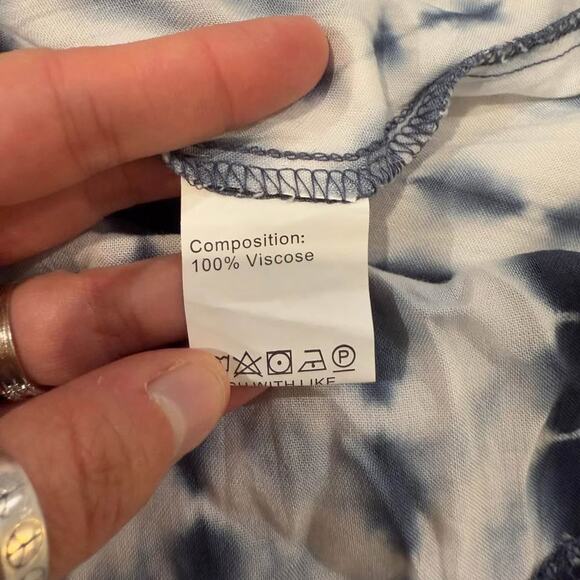 Composition:
100% Viscose
P
WITH LIKE